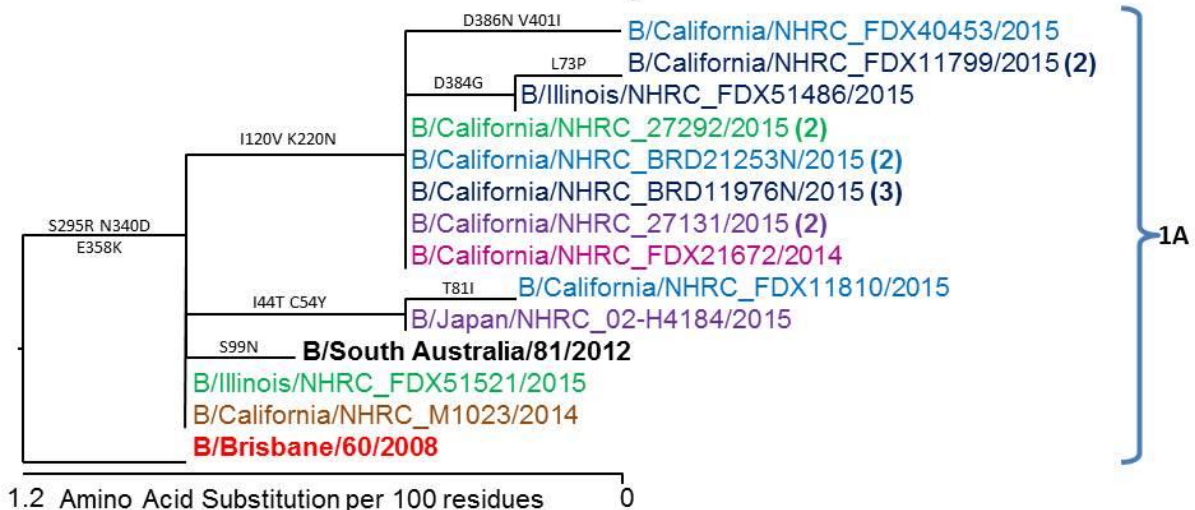 D386N V401I
B/California/NHRC_FDX40453/2015
L73P
B/California/NHRC_FDX11799/2015 (2)
D384G
B/Illinois/NHRC_FDX51486/2015
B/California/NHRC_27292/2015 (2)
I120V K220N
B/California/NHRC_BRD21253N/2015 (2)
B/California/NHRC_BRD11976N/2015 (3)
B/California/NHRC_27131/2015 (2)
S295R N340D
E358K
B/California/NHRC_FDX21672/2014
1A
T81I
B/California/NHRC_FDX11810/2015
I44T C54Y
B/Japan/NHRC_02-H4184/2015
S99N
B/South Australia/81/2012
B/Illinois/NHRC_FDX51521/2015
B/California/NHRC_M1023/2014
B/Brisbane/60/2008
1.2 Amino Acid Substitution per 100 residues 0